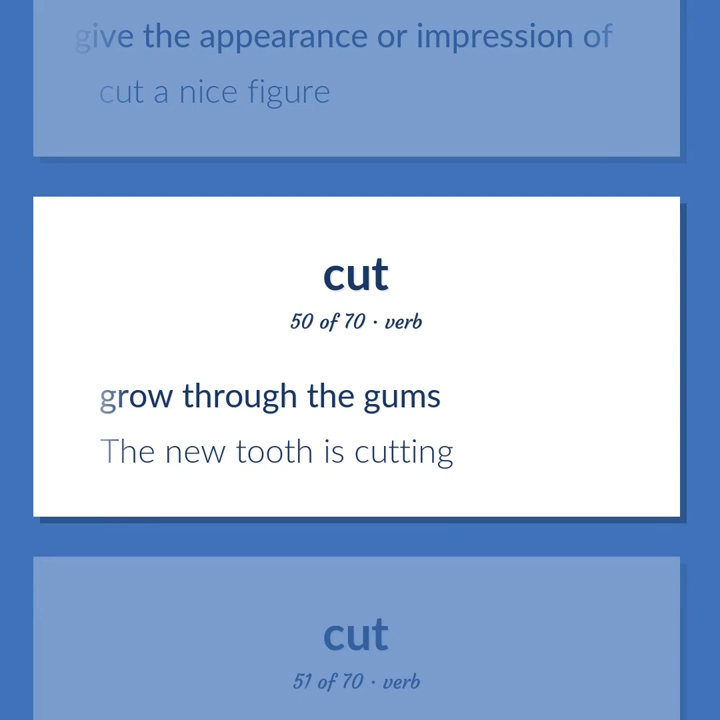 give the appearance or impression of
cut a nice figure
cut
50 of 70 · verb
grow through the gums
The new tooth is cutting
cut
51 of 70 · verb